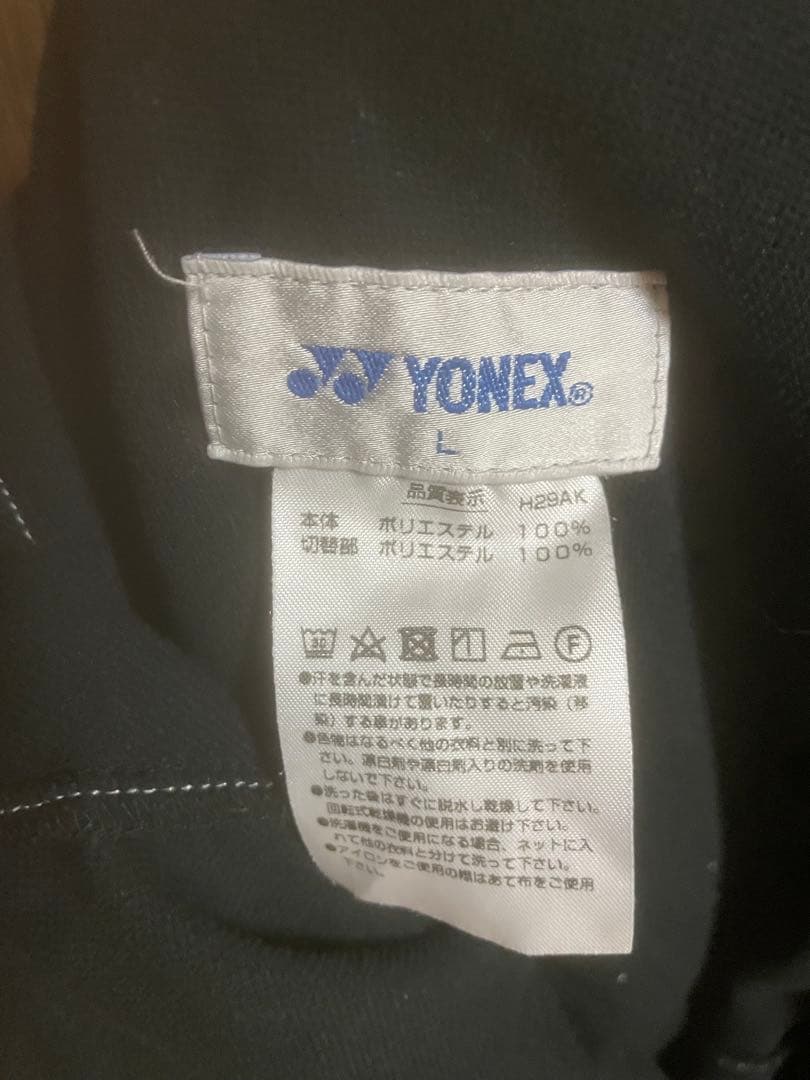 YONEX®
L
品質表示 H29AK
本体 ポリエステル 100%
切替部 ポリエステル 100%
30 F
●汗を含んだ状態で長時間の放置や洗濯液
に長時間漬けて置いたりすると汚染（移
染）する事があります。
●色物はなるべく他の衣料と別に洗って下
さい。漂白剤や漂白剤入りの洗剤を使用
しないで下さい。
●洗った後はすぐに脱水し乾燥して下さい。
回転式乾燥機の使用はお避け下さい。
●洗濯機をご使用になる場合、ネットに入
れて他の衣料と分けて洗って下さい。
●アイロンをご使用の際はあて布をご使用
下さい。